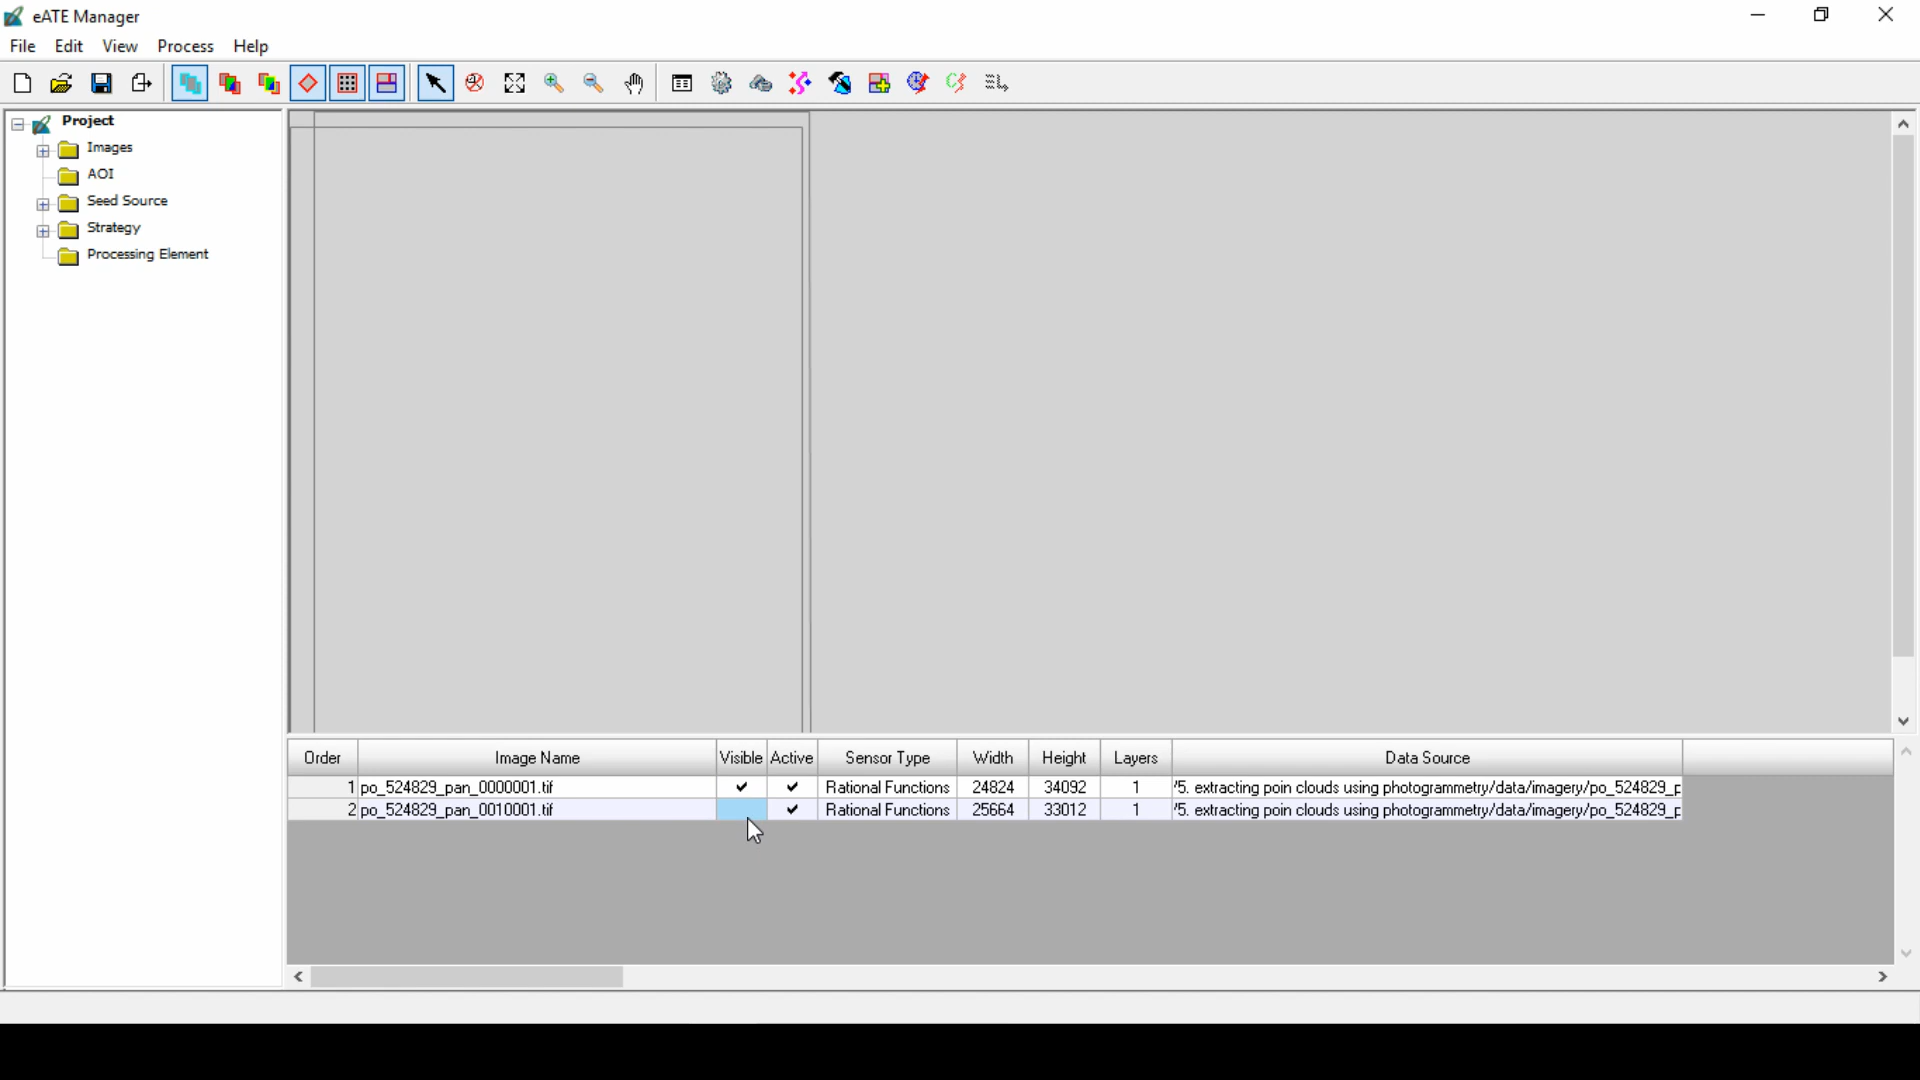 eATE Manager
File Edit View Process Help
Project
Images
AOI
Seed Source
Strategy
Processing Element
Order Image Name Visible Active Sensor Type Width Height Layers Data Source
1 po_524829_pan_0000001.tif Rational Functions 24824 34092 1 '5. extracting poin clouds using photogrammetry/data/imagery/po_524829_p
2 po_524829_pan_0010001.tif Rational Functions 25664 33012 1 '5. extracting poin clouds using photogrammetry/data/imagery/po_524829_p